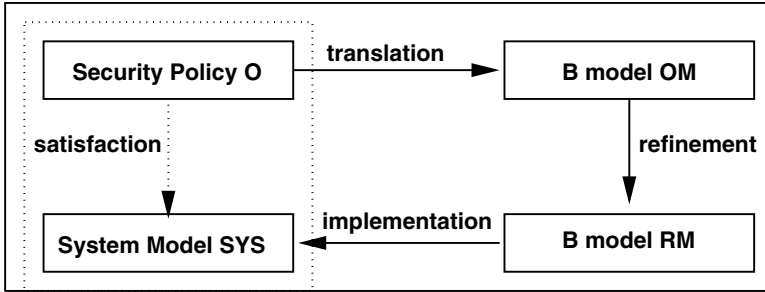 Security Policy O
translation
B model OM
satisfaction
refinement
System Model SYS
implementation
B model RM